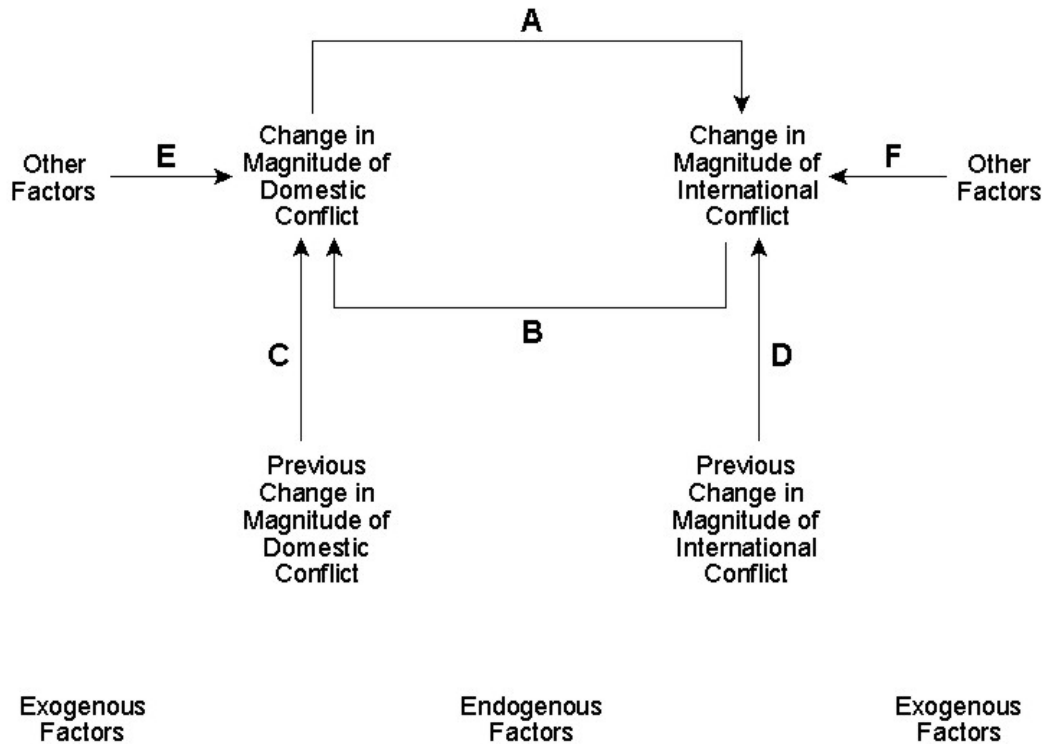 A
Change in
Magnitude of
Domestic
Conflict
Change in
Magnitude of
International
Conflict
Other
Factors
E
F
Other
Factors
B
C
D
Previous
Change in
Magnitude of
Domestic
Conflict
Previous
Change in
Magnitude of
International
Conflict
Exogenous
Factors
Endogenous
Factors
Exogenous
Factors